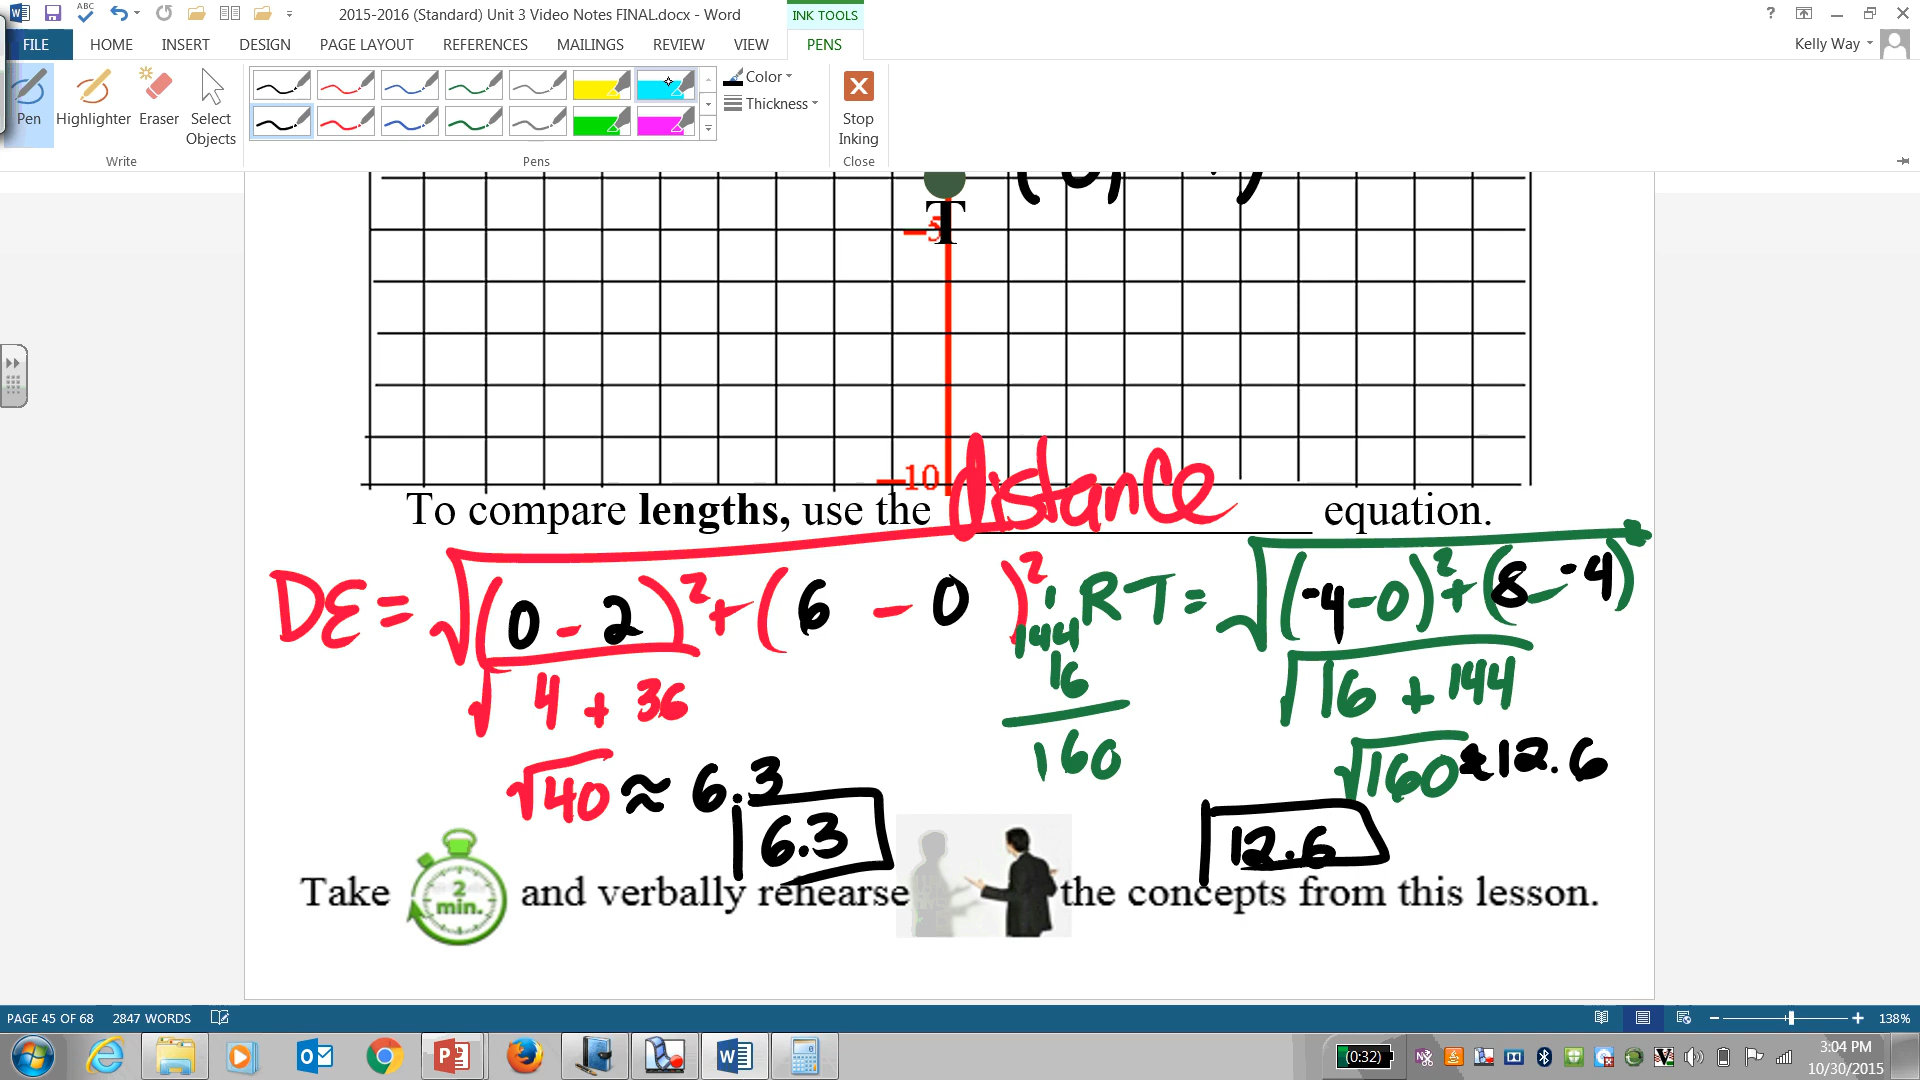 2015-2016 (Standard) Unit 3 Video Notes FINAL.docx - Word
INK TOOLS
FILE HOME INSERT DESIGN PAGE LAYOUT REFERENCES MAILINGS REVIEW VIEW PENS
Kelly Way
Pen Highlighter Eraser Select Objects
Color
Thickness
Stop Inking
Write Pens Close
T
-5
-10
To compare lengths, use the distance equation.
DE = √(0 - 2)² + (6 - 0)²
RT = √(-4 - 0)² + (8 - -4)
√4 + 36
144
16
160
√16 + 144
√40 ≈ 6.3
√160 ≈ 12.6
6.3
12.6
Take 2 min. and verbally rehearse the concepts from this lesson.
PAGE 45 OF 68 2847 WORDS
138%
(0:32)
3:04 PM
10/30/2015